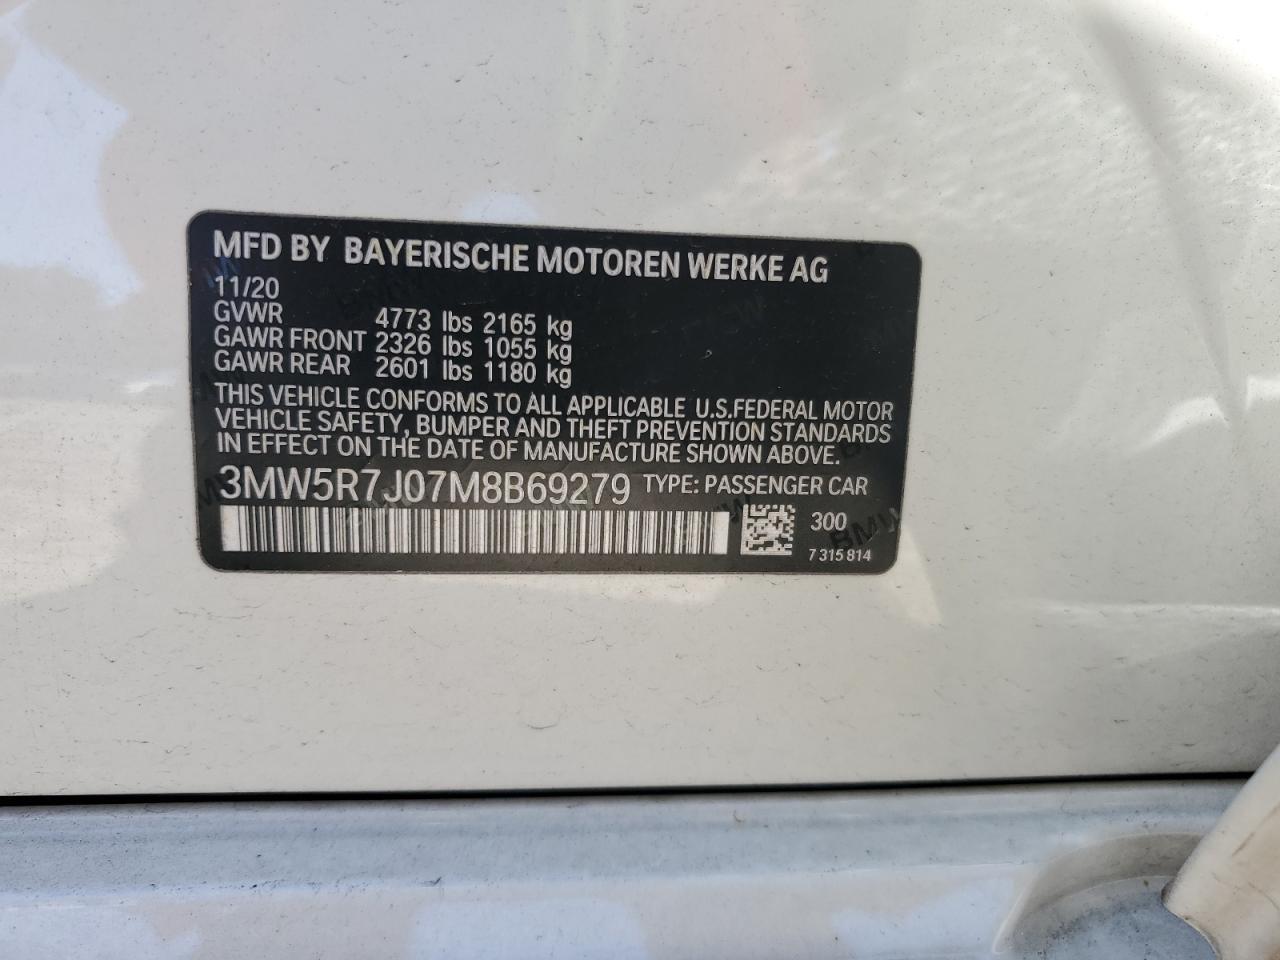 MFD BY BAYERISCHE MOTOREN WERKE AG
11/20
GVWR 4773 lbs 2165 kg
GAWR FRONT 2326 lbs 1055 kg
GAWR REAR 2601 lbs 1180 kg
THIS VEHICLE CONFORMS TO ALL APPLICABLE U.S.FEDERAL MOTOR
VEHICLE SAFETY, BUMPER AND THEFT PREVENTION STANDARDS
IN EFFECT ON THE DATE OF MANUFACTURE SHOWN ABOVE.
3MW5R7J07M8B69279 TYPE: PASSENGER CAR
300
7 315 814